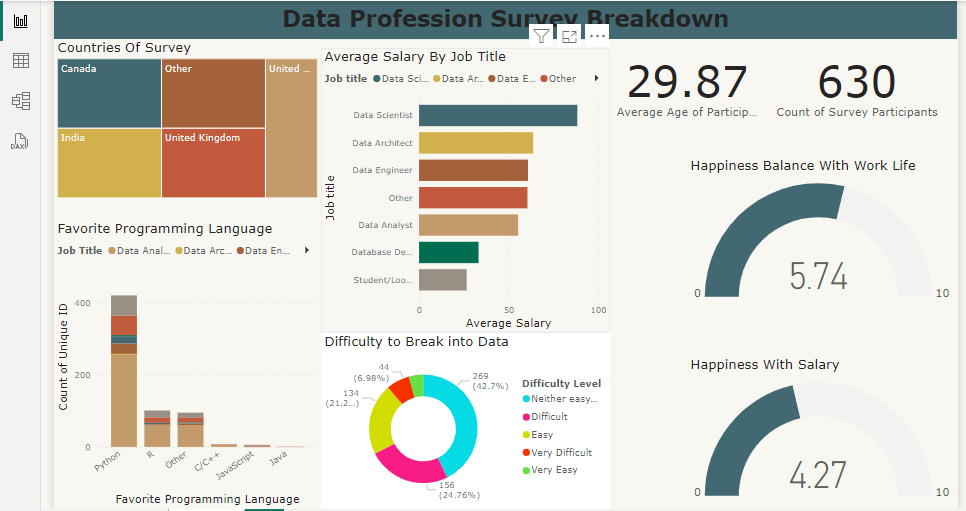 Data Profession Survey Breakdown
Countries Of Survey
Canada
Other
United ...
India
United Kingdom
Average Salary By Job Title
Job title Data Sci... Data Ar... Data E... Other
Job title
Data Scientist
Data Architect
Data Engineer
Other
Data Analyst
Database De...
Student/Loo...
0 50 100
Average Salary
29.87
Average Age of Particip...
630
Count of Survey Participants
Happiness Balance With Work Life
5.74
0
10
Favorite Programming Language
Job Title Data Anal... Data Arc... Data En...
Count of Unique ID
400
200
0
Python
R
Other
C/C++
JavaScript
Java
Favorite Programming Language
Difficulty to Break into Data
269
(42.7%)
156
(24.76%)
134
(21.2...)
44
(6.98%)
Difficulty Level
Neither easy...
Difficult
Easy
Very Difficult
Very Easy
Happiness With Salary
4.27
0
10
DAX